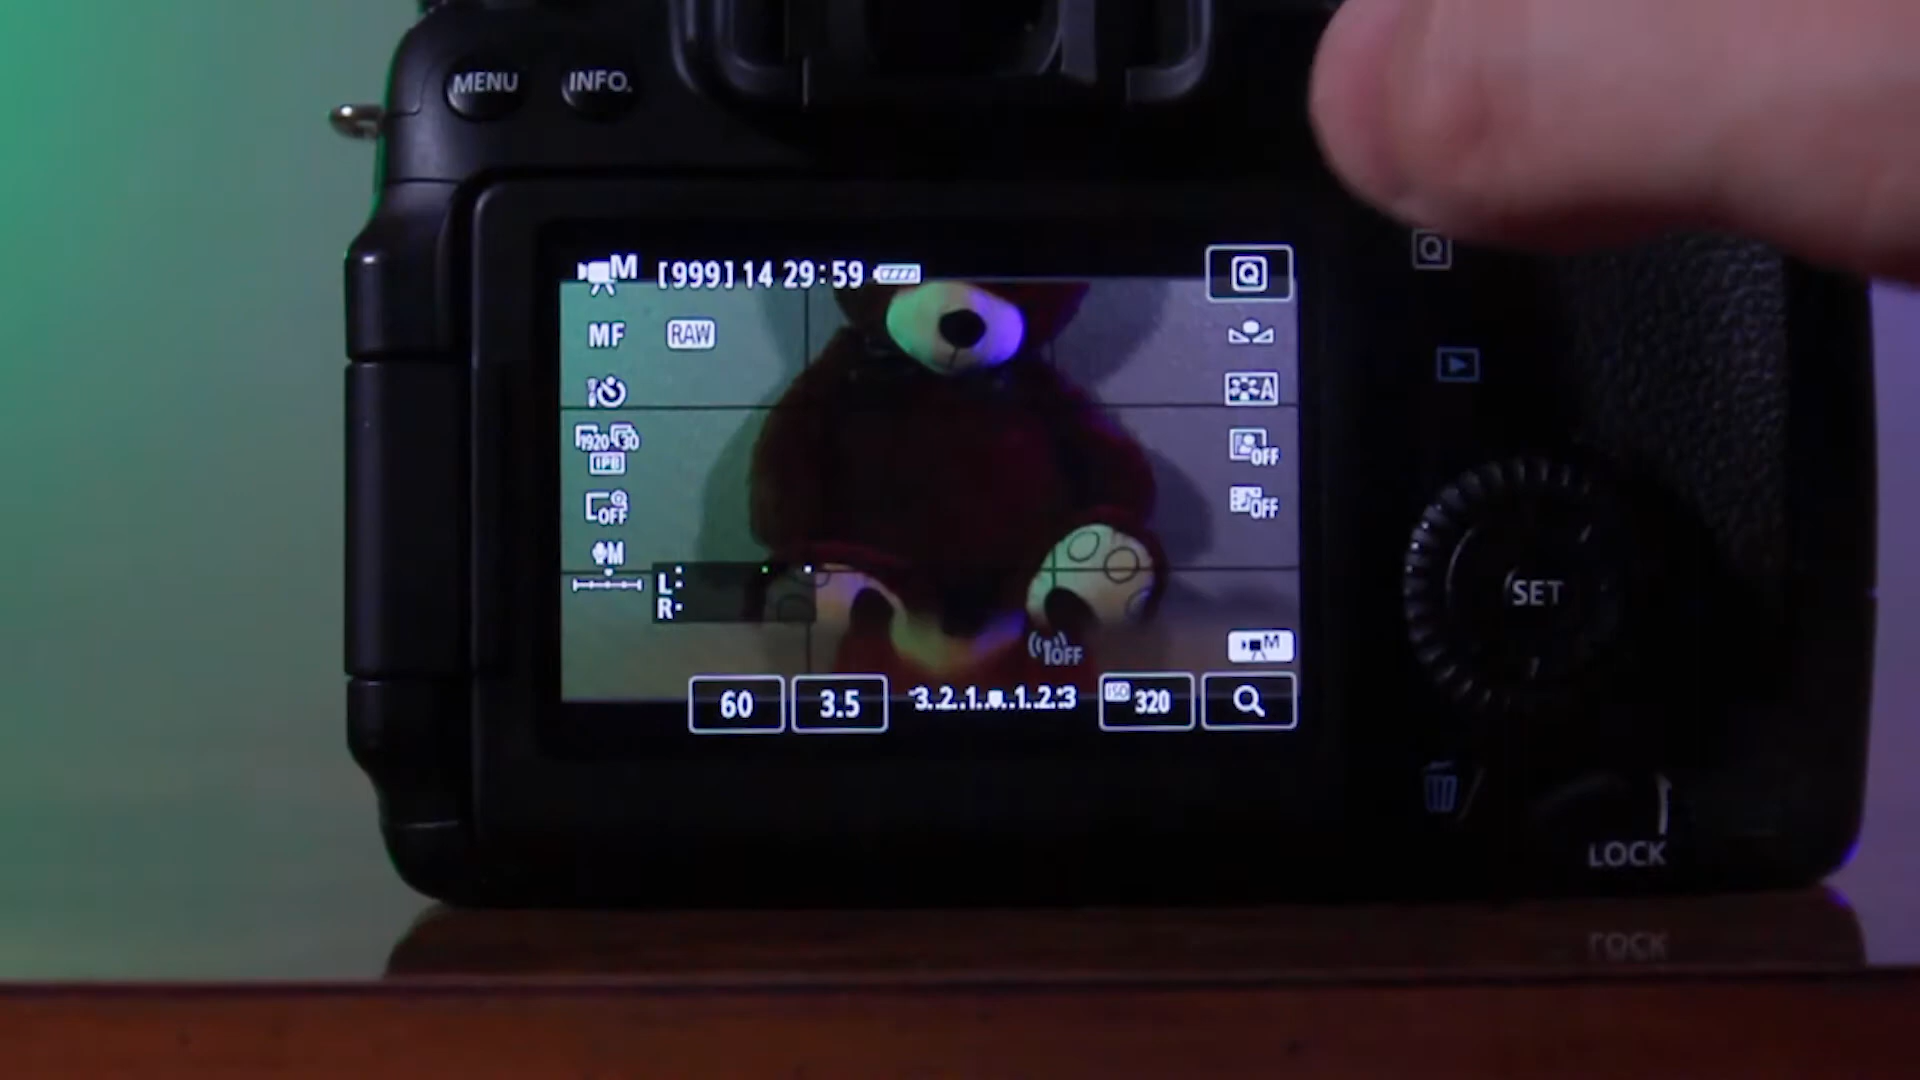 MENU INFO.
M [999] 14 29:59 Q
MF RAW
Q
A
1920 30
IPB
OFF
OFF
OFF
M
L
R
OFF
M
SET
60 3.5 -3..2..1..0..1..2..3 ISO 320
LOCK